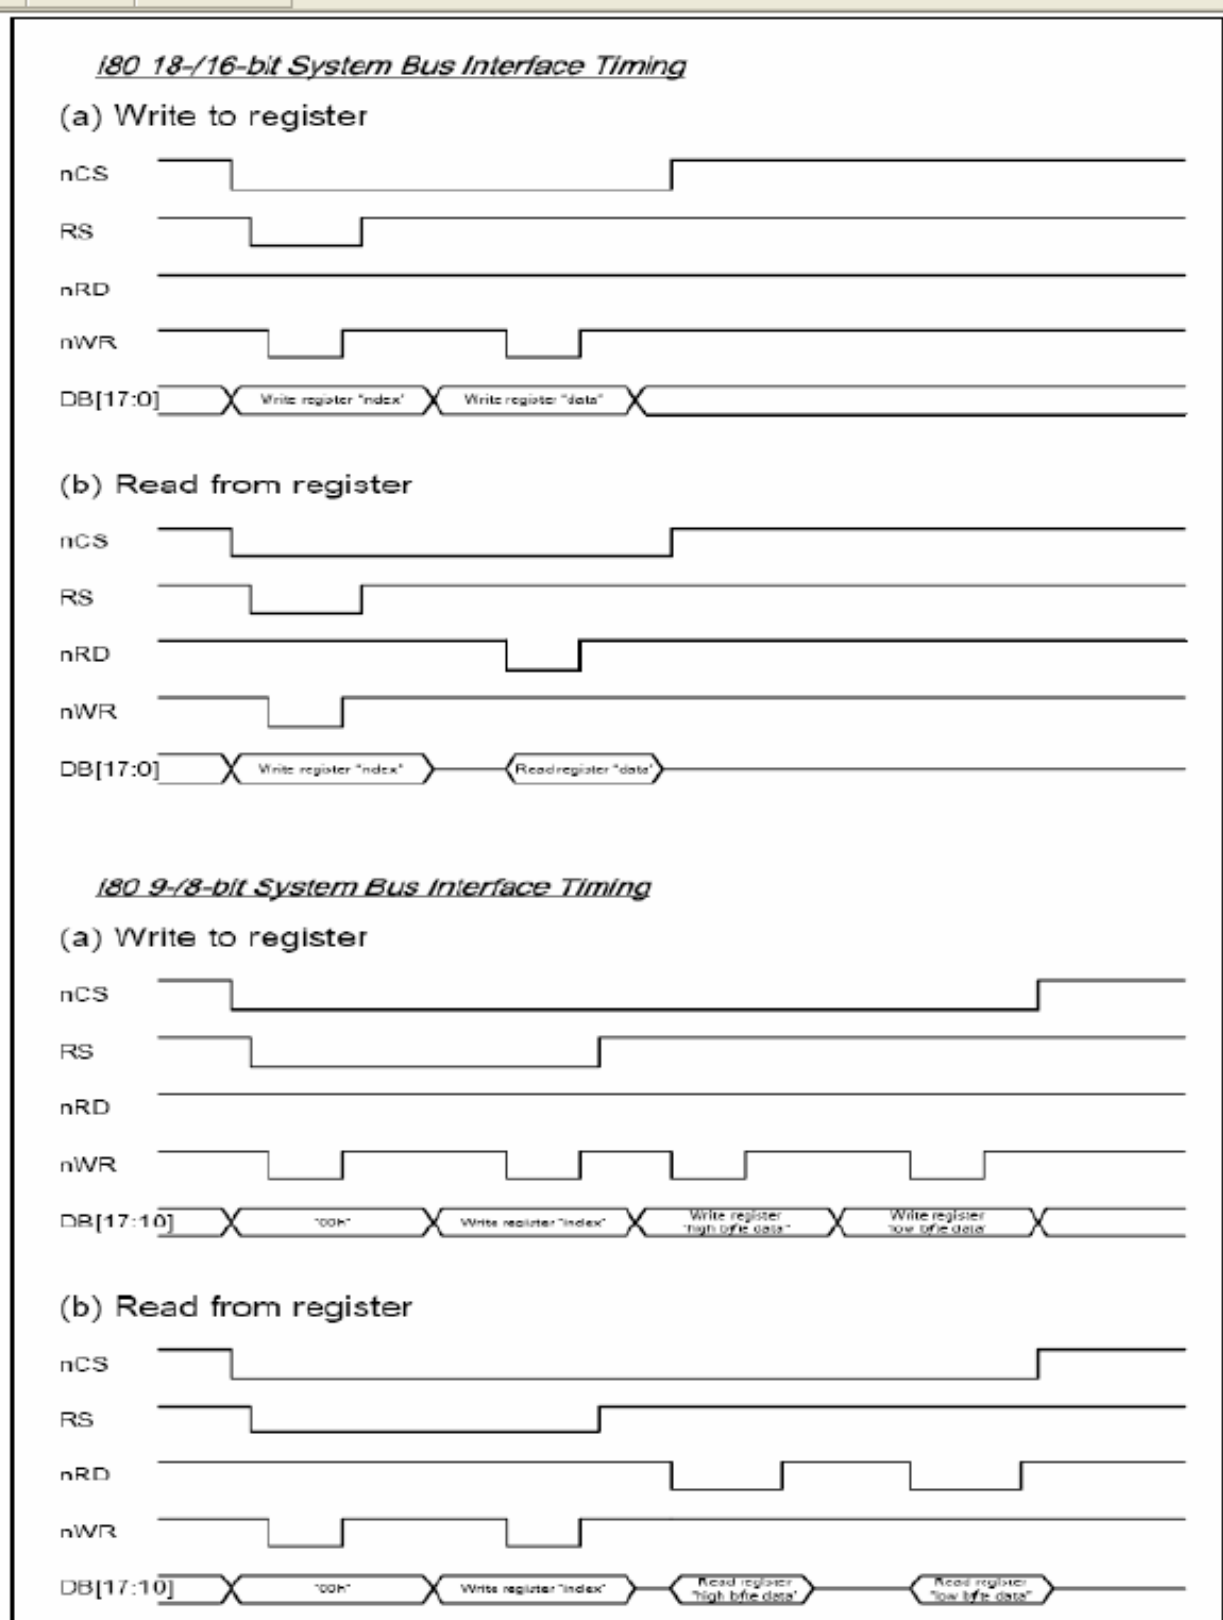 i80 18-/16-bit System Bus Interface Timing
(a) Write to register
nCS
RS
nRD
nWR
DB[17:0] Write register "ndex" Write register "data"
(b) Read from register
nCS
RS
nRD
nWR
DB[17:0] Write register "ndex" Read register "data"
i80 9-/8-bit System Bus Interface Timing
(a) Write to register
nCS
RS
nRD
nWR
DB[17:10] "00H" Write register "index" Write register "high byte data" Write register "low byte data"
(b) Read from register
nCS
RS
nRD
nWR
DB[17:10] "00H" Write register "index" Read register "high byte data" Read register "low byte data"